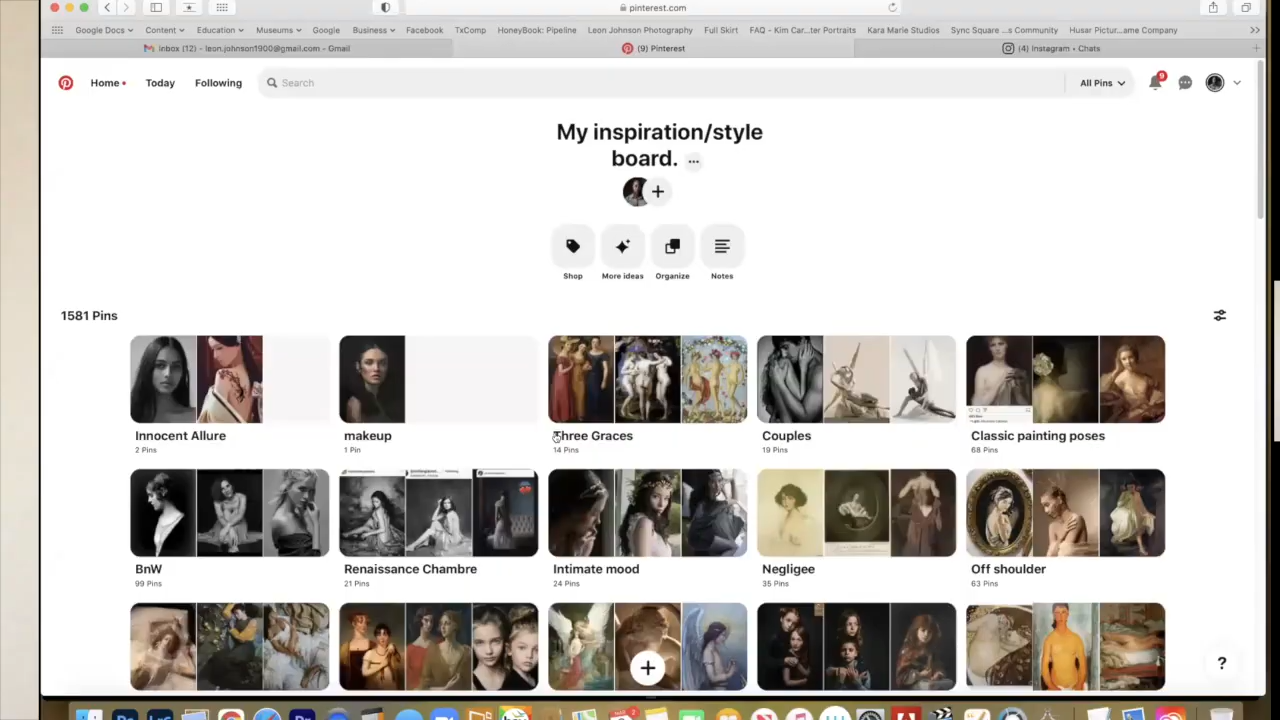 pinterest.com
Google Docs Content Education Museums Google Business Facebook TxComp HoneyBook: Pipeline Leon Johnson Photography Full Skirt FAQ - Kim Car...ter Portraits Kara Marie Studios Sync Square ...s Community Husar Pictur...ame Company
Inbox (12) - leon.johnson1900@gmail.com - Gmail
(9) Pinterest
(4) Instagram • Chats
Home
Today
Following
Search
All Pins
9
My inspiration/style
board.
Shop
More ideas
Organize
Notes
1581 Pins
Innocent Allure
2 Pins
makeup
1 Pin
Three Graces
14 Pins
Couples
19 Pins
Classic painting poses
68 Pins
BnW
99 Pins
Renaissance Chambre
21 Pins
Intimate mood
24 Pins
Negligee
35 Pins
Off shoulder
63 Pins
?